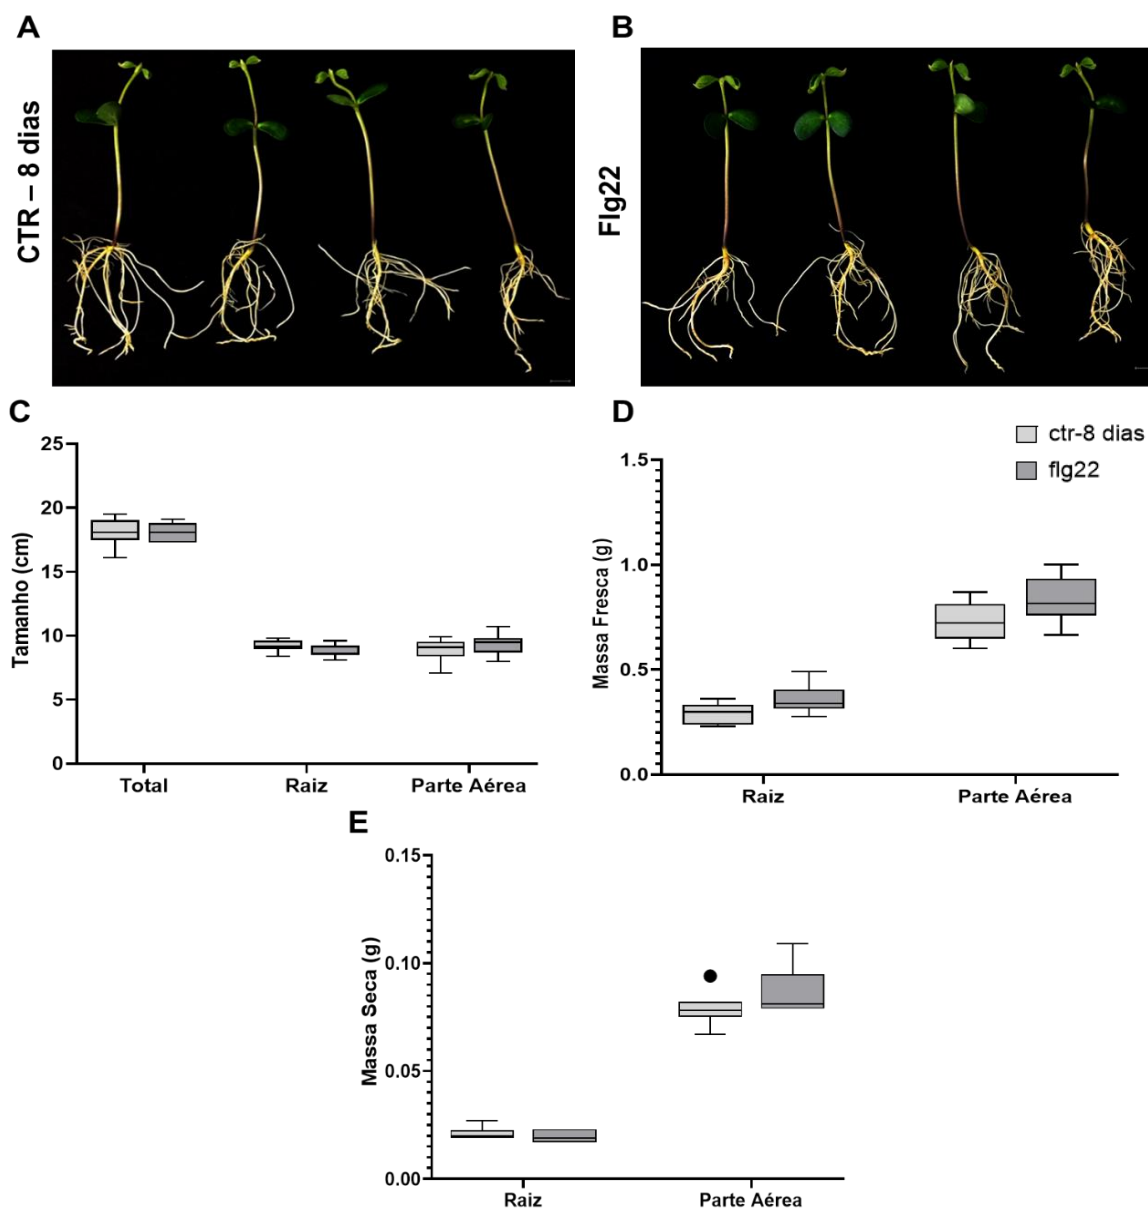 A
B
CTR – 8 dias
Flg22
C
Tamanho (cm)
25
20
15
10
5
0
Total
Raiz
Parte Aérea
D
ctr-8 dias
flg22
Massa Fresca (g)
1.5
1.0
0.5
0.0
Raiz
Parte Aérea
E
Massa Seca (g)
0.15
0.10
0.05
0.00
Raiz
Parte Aérea